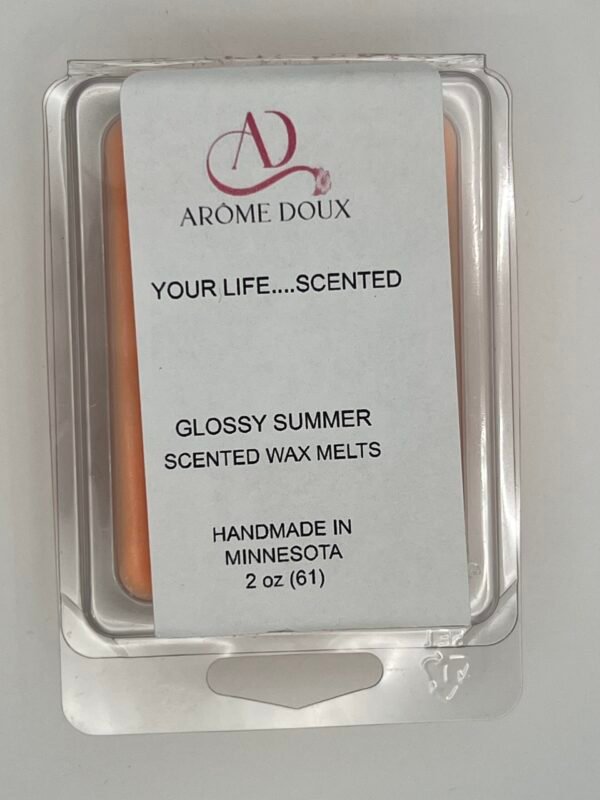 AD
ARÔME DOUX
YOUR LIFE....SCENTED
GLOSSY SUMMER
SCENTED WAX MELTS
HANDMADE IN
MINNESOTA
2 oz (61)